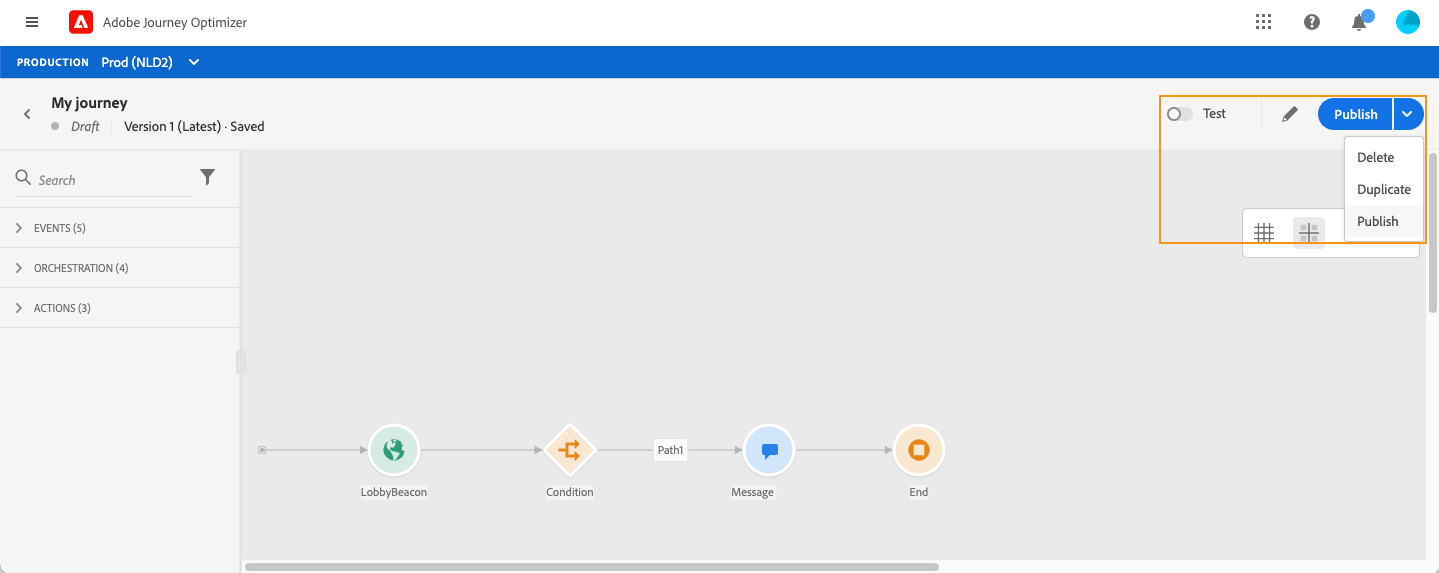 Adobe Journey Optimizer
PRODUCTION Prod (NLD2)
My journey
Draft Version 1 (Latest) · Saved
Test
Publish
Delete
Duplicate
Publish
Search
EVENTS (5)
ORCHESTRATION (4)
ACTIONS (3)
Path1
LobbyBeacon Condition Message End